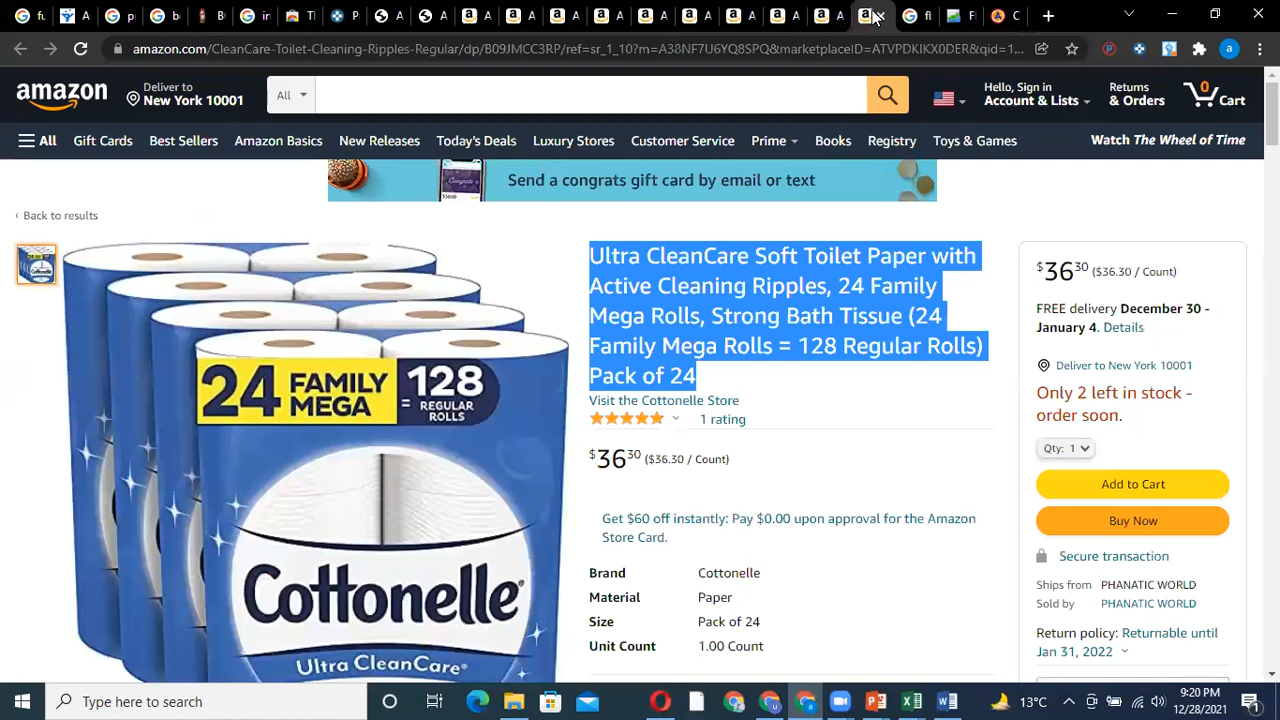 amazon.com/CleanCare-Toilet-Cleaning-Ripples-Regular/dp/B09JMCC3RP/ref=sr_1_10?m=A38NF7U6YQ8SPQ&marketplaceID=ATVPDKIKX0DER&qid=1...
amazon
Deliver to
New York 10001
All
Hello, Sign in
Account & Lists
Returns
& Orders
0
Cart
All
Gift Cards
Best Sellers
Amazon Basics
New Releases
Today's Deals
Luxury Stores
Customer Service
Prime
Books
Registry
Toys & Games
Watch The Wheel of Time
Send a congrats gift card by email or text
‹ Back to results
Ultra CleanCare Soft Toilet Paper with
Active Cleaning Ripples, 24 Family
Mega Rolls, Strong Bath Tissue (24
Family Mega Rolls = 128 Regular Rolls)
Pack of 24
Visit the Cottonelle Store
1 rating
$36 30 ($36.30 / Count)
Get $60 off instantly: Pay $0.00 upon approval for the Amazon
Store Card.
Brand Cottonelle
Material Paper
Size Pack of 24
Unit Count 1.00 Count
24 FAMILY MEGA = 128 REGULAR ROLLS
Cottonelle®
Ultra CleanCare®
$36 30 ($36.30 / Count)
FREE delivery December 30 -
January 4. Details
Deliver to New York 10001
Only 2 left in stock -
order soon.
Qty: 1
Add to Cart
Buy Now
Secure transaction
Ships from PHANATIC WORLD
Sold by PHANATIC WORLD
Return policy: Returnable until
Jan 31, 2022
Type here to search
13°C
9:20 PM
12/28/2021